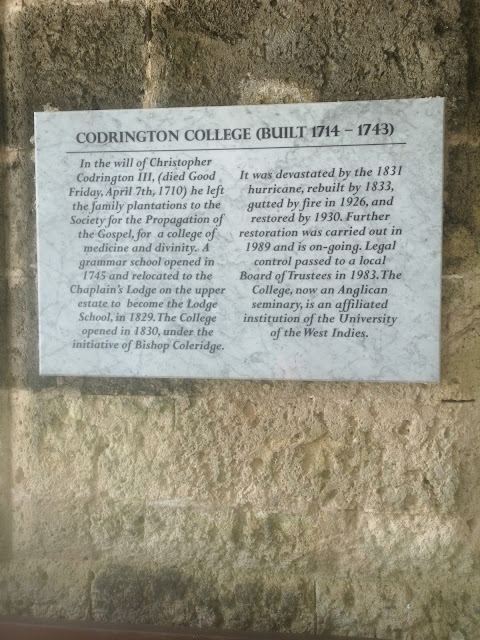 CODRINGTON COLLEGE (BUILT 1714 – 1743)
In the will of Christopher
Codrington III, (died Good
Friday, April 7th, 1710) he left
the family plantations to the
Society for the Propagation of
the Gospel, for a college of
medicine and divinity. A
grammar school opened in
1745 and relocated to the
Chaplain's Lodge on the upper
estate to become the Lodge
School, in 1829. The College
opened in 1830, under the
initiative of Bishop Coleridge.
It was devastated by the 1831
hurricane, rebuilt by 1833,
gutted by fire in 1926, and
restored by 1930. Further
restoration was carried out in
1989 and is on-going. Legal
control passed to a local
Board of Trustees in 1983. The
College, now an Anglican
seminary, is an affiliated
institution of the University
of the West Indies.